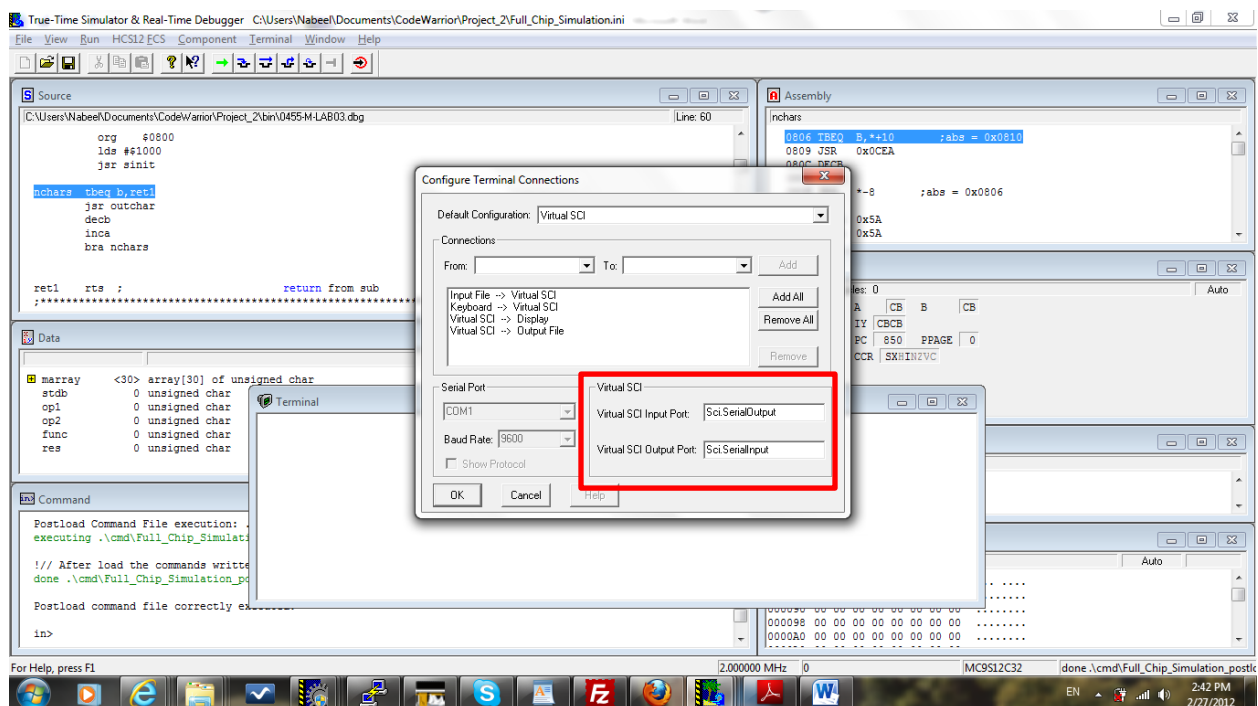 True-Time Simulator & Real-Time Debugger C:\Users\Nabeel\Documents\CodeWarrior\Project_2\Full_Chip_Simulation.ini
File View Run HCS12 FCS Component Terminal Window Help
Source
C:\Users\Nabeel\Documents\CodeWarrior\Project_2\bin\0455-M-LAB03.dbg Line: 60
org $0800
lds #$1000
jsr sinit
nchars tbeq b,ret1
jsr outchar
decb
inca
bra nchars
ret1 rts ; return from sub
Assembly
nchars
0806 TBEQ B,*+10 ;abs = 0x0810
0809 JSR 0x0CEA
080C DECB
*-8 ;abs = 0x0806
0x5A
0x5A
Configure Terminal Connections
Default Configuration: Virtual SCI
Connections
From: To: Add
Input File --> Virtual SCI
Keyboard --> Virtual SCI
Virtual SCI --> Display
Virtual SCI --> Output File
Add All
Remove All
Remove
Serial Port
COM1
Baud Rate: 9600
Show Protocol
Virtual SCI
Virtual SCI Input Port: Sci.SerialOutput
Virtual SCI Output Port: Sci.SerialInput
OK Cancel Help
les: 0 Auto
A CB B CB
IY CBCB
PC 850 PPAGE 0
CCR SXHINZVC
Data
marray <30> array[30] of unsigned char
stdb 0 unsigned char
op1 0 unsigned char
op2 0 unsigned char
func 0 unsigned char
res 0 unsigned char
Terminal
Command
Postload Command File execution: .
executing .\cmd\Full_Chip_Simulati
!// After load the commands writte
done .\cmd\Full_Chip_Simulation_po
Postload command file correctly
in>
Auto
000098 00 00 00 00 00 00 00 00 ........
0000A0 00 00 00 00 00 00 00 00 ........
For Help, press F1 2.000000 MHz 0 MC9S12C32 done .\cmd\Full_Chip_Simulation_postlo
EN 2:42 PM
2/27/2012